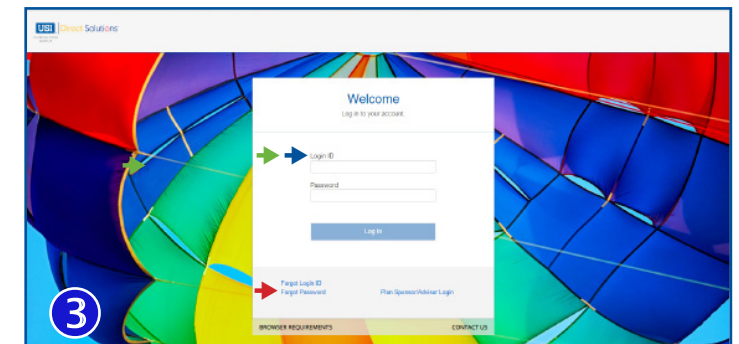 USI Direct Solutions
Welcome
Log in to your account
Login ID
Password
Log In
Forgot Login ID
Forgot Password Plan Sponsor/Advisor Login
BROWSER REQUIREMENTS CONTACT US
3